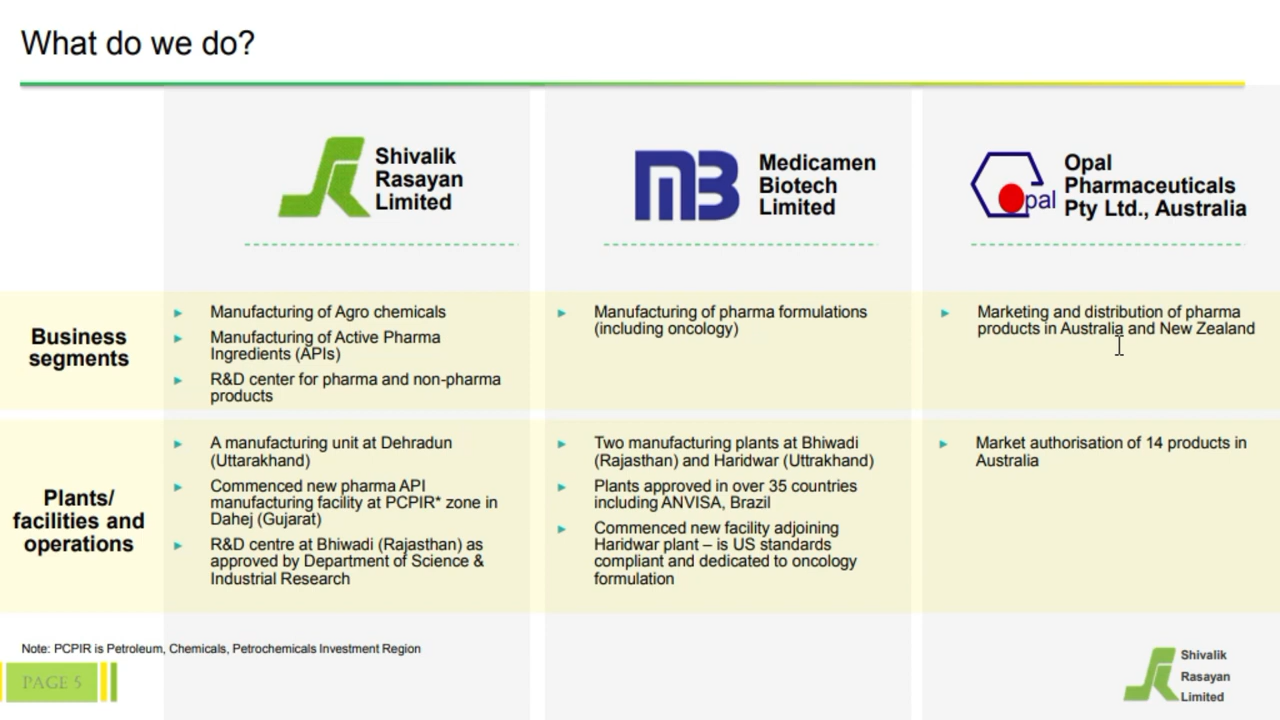 What do we do?
Shivalik
Rasayan
Limited
Medicamen
Biotech
Limited
Opal
Opal
Pharmaceuticals
Pty Ltd., Australia
Business
segments
Manufacturing of Agro chemicals
Manufacturing of Active Pharma
Ingredients (APIs)
R&D center for pharma and non-pharma
products
Manufacturing of pharma formulations
(including oncology)
Marketing and distribution of pharma
products in Australia and New Zealand
Plants/
facilities and
operations
A manufacturing unit at Dehradun
(Uttarakhand)
Commenced new pharma API
manufacturing facility at PCPIR* zone in
Dahej (Gujarat)
R&D centre at Bhiwadi (Rajasthan) as
approved by Department of Science &
Industrial Research
Two manufacturing plants at Bhiwadi
(Rajasthan) and Haridwar (Uttrakhand)
Plants approved in over 35 countries
including ANVISA, Brazil
Commenced new facility adjoining
Haridwar plant – is US standards
compliant and dedicated to oncology
formulation
Market authorisation of 14 products in
Australia
Note: PCPIR is Petroleum, Chemicals, Petrochemicals Investment Region
PAGE 5
Shivalik
Rasayan
Limited